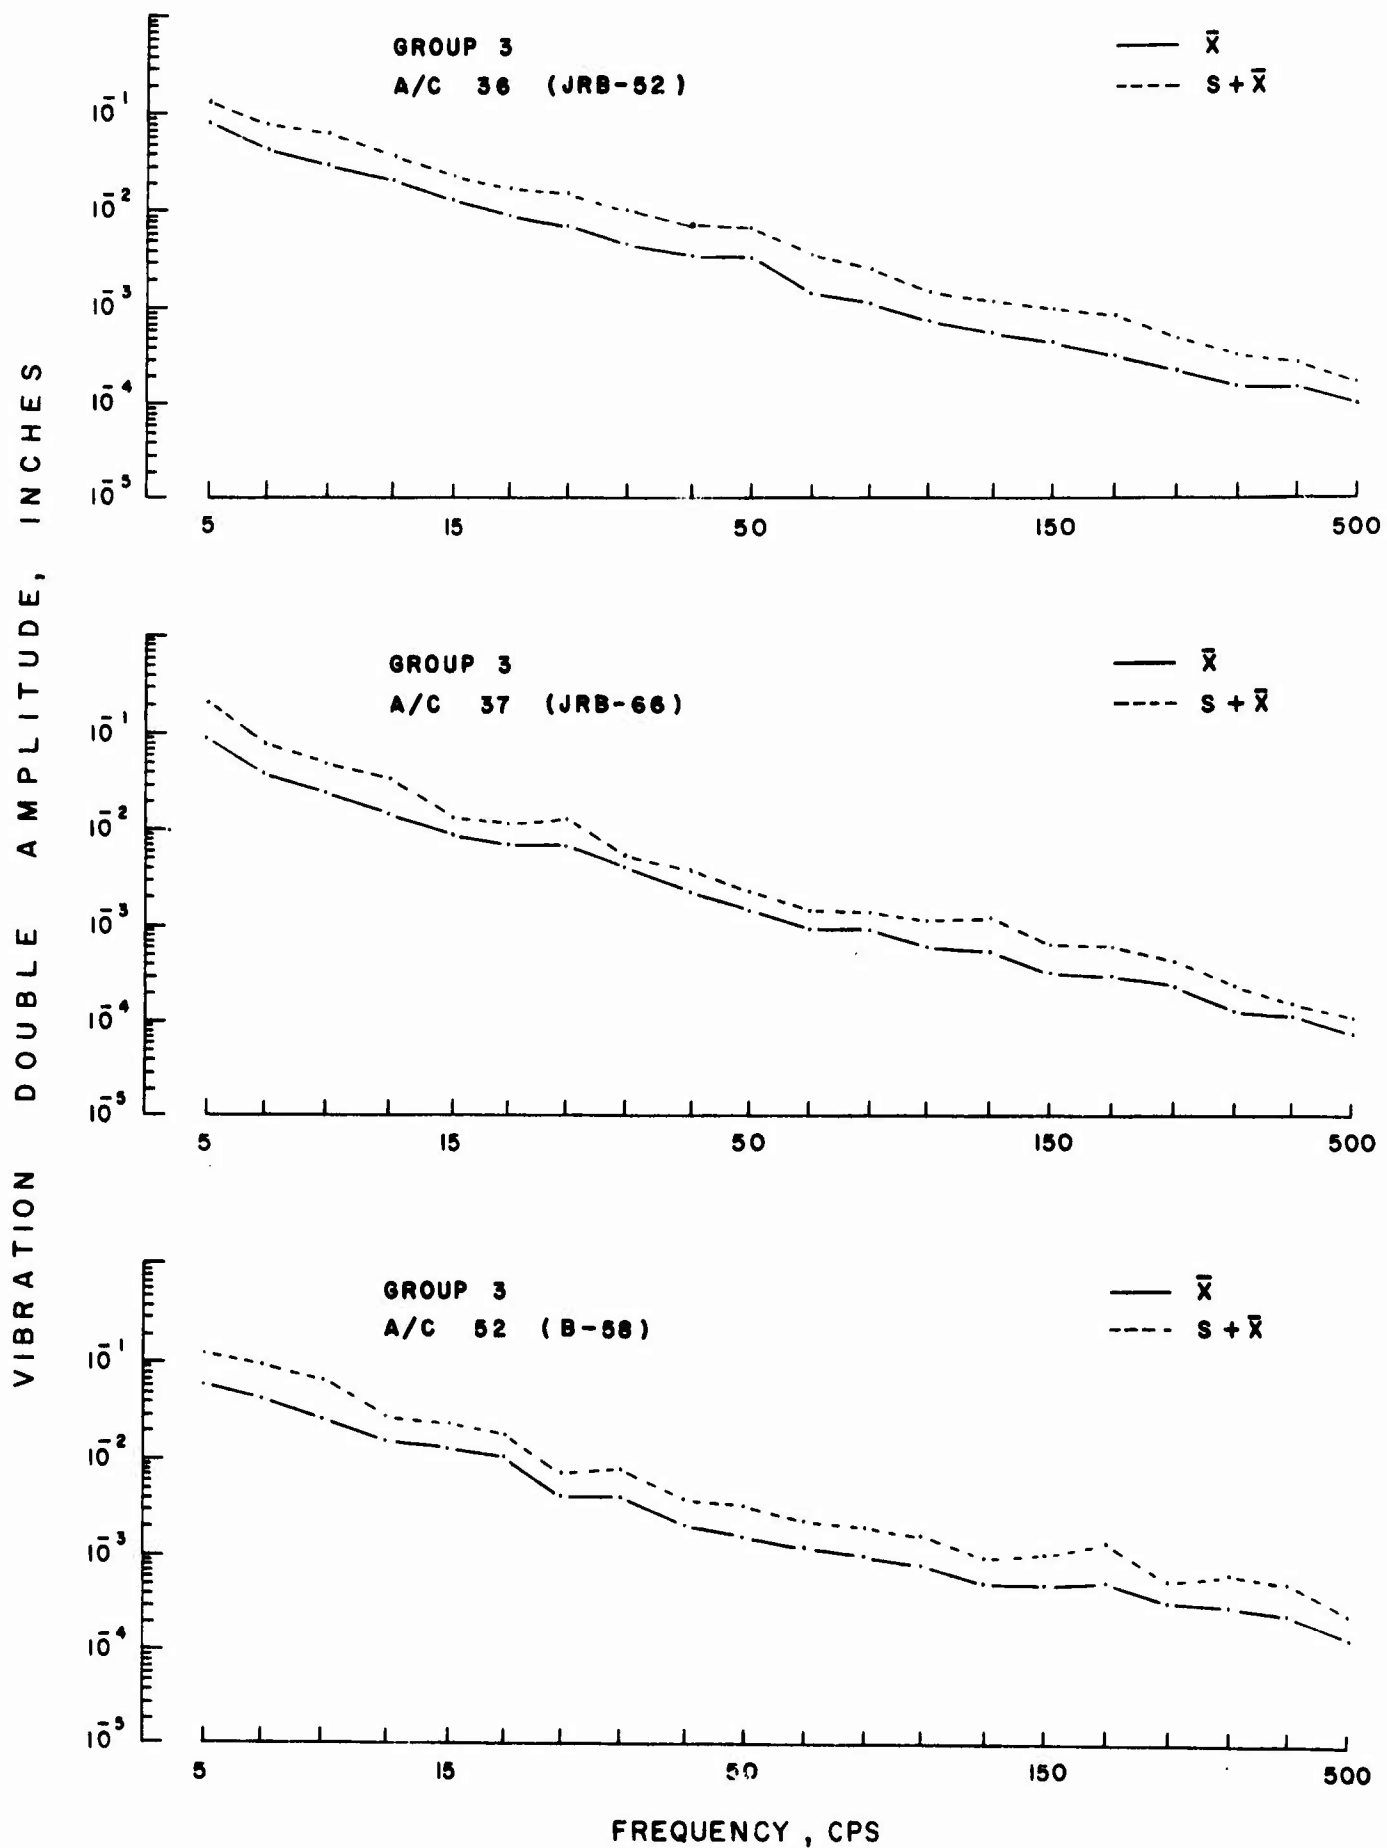 GROUP 3
A/C 36 (JRB-52)
X̄
S + X̄
10⁻¹
10⁻²
10⁻³
10⁻⁴
10⁻⁵
5 15 50 150 500
GROUP 3
A/C 37 (JRB-66)
X̄
S + X̄
10⁻¹
10⁻²
10⁻³
10⁻⁴
10⁻⁵
5 15 50 150 500
GROUP 3
A/C 52 (B-58)
X̄
S + X̄
10⁻¹
10⁻²
10⁻³
10⁻⁴
10⁻⁵
5 15 50 150 500
VIBRATION DOUBLE AMPLITUDE, INCHES
FREQUENCY, CPS